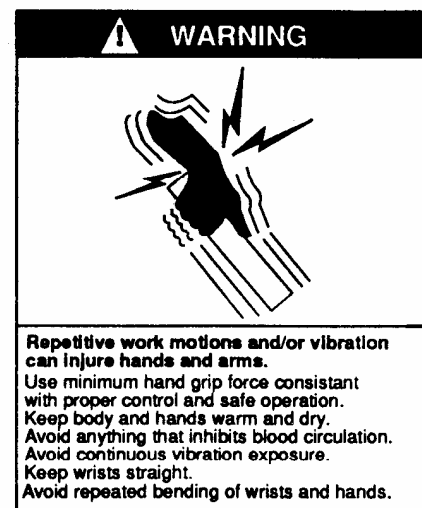 WARNING
Repetitive work motions and/or vibration
can injure hands and arms.
Use minimum hand grip force consistant
with proper control and safe operation.
Keep body and hands warm and dry.
Avoid anything that inhibits blood circulation.
Avoid continuous vibration exposure.
Keep wrists straight.
Avoid repeated bending of wrists and hands.